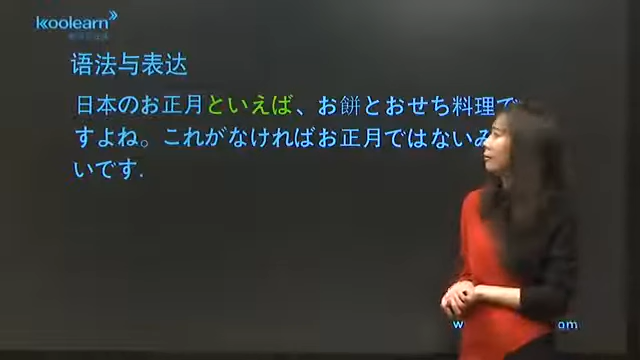 koolearn
语法与表达
日本のお正月といえば、お餅とおせち料理で
すよね。これがなければお正月ではないみ
いです.
w
om